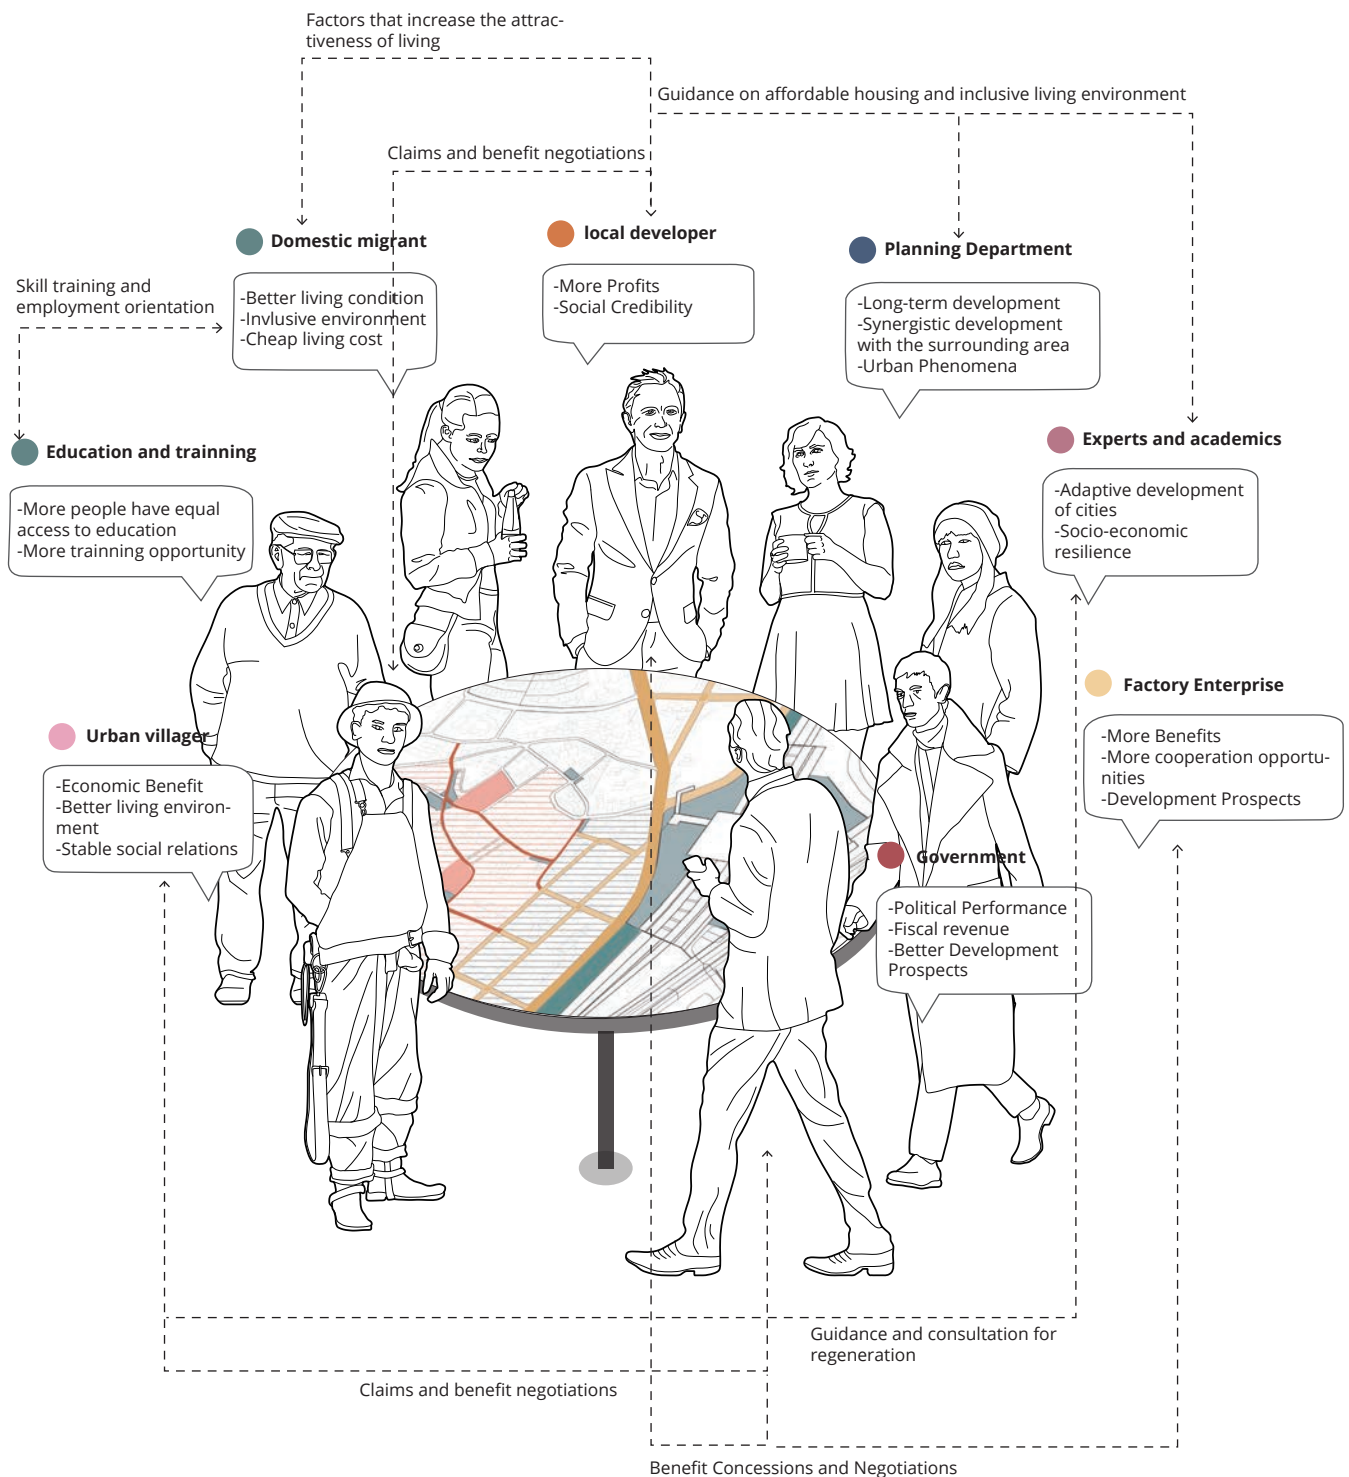 Factors that increase the attrac-
tiveness of living
Guidance on affordable housing and inclusive living environment
Claims and benefit negotiations
Domestic migrant
-Better living condition
-Invlusive environment
-Cheap living cost
local developer
-More Profits
-Social Credibility
Planning Department
-Long-term development
-Synergistic development
with the surrounding area
-Urban Phenomena
Skill training and
employment orientation
Education and trainning
-More people have equal
access to education
-More trainning opportunity
Experts and academics
-Adaptive development
of cities
-Socio-economic
resilience
Factory Enterprise
-More Benefits
-More cooperation opportu-
nities
-Development Prospects
Urban villager
-Economic Benefit
-Better living environ-
ment
-Stable social relations
Government
-Political Performance
-Fiscal revenue
-Better Development
Prospects
Guidance and consultation for
regeneration
Claims and benefit negotiations
Benefit Concessions and Negotiations